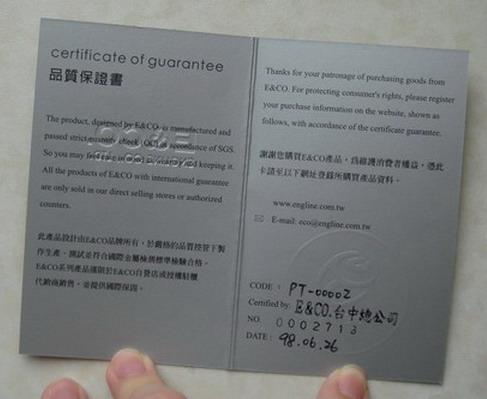 certificate of guarantee
品質保證書
The product, designed by E&CO is manufactured and
passed strict quality check in accordance of SGS.
So you may feel in wearing and keeping it.
All the products of E&CO with international guarantee
are only sold in our direct selling stores or authorized
counters.
此產品設計由E&CO品牌所有，於嚴格的品質控管下製
作生產、測試並符合國際金屬檢測標準檢驗合格。
E&CO系列產品僅限於E&CO自營店或授權駐櫃
代銷商銷售，並提供國際保固。
Thanks for your patronage of purchasing goods from
E&CO. For protecting consumer's rights, please register
your purchase information on the website, shown as
follows, with accordance of the certificate guarantee.
謝謝您購買E&CO產品，為維護消費者權益，憑此
卡請至以下網址登錄所購買產品資料。
www.engline.com.tw
E-mail: eco@engline.com.tw
CODE : PT-00002
Certified by: E&CO.台中總公司
NO. 0002713
DATE : 98.06.26